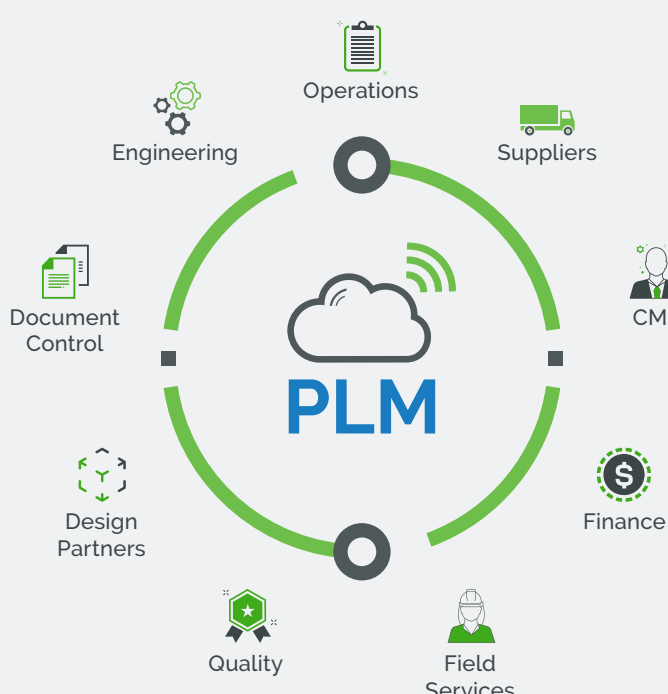 Operations
Engineering
Suppliers
Document
Control
CM
PLM
Design
Partners
Finance
Quality
Field
Services